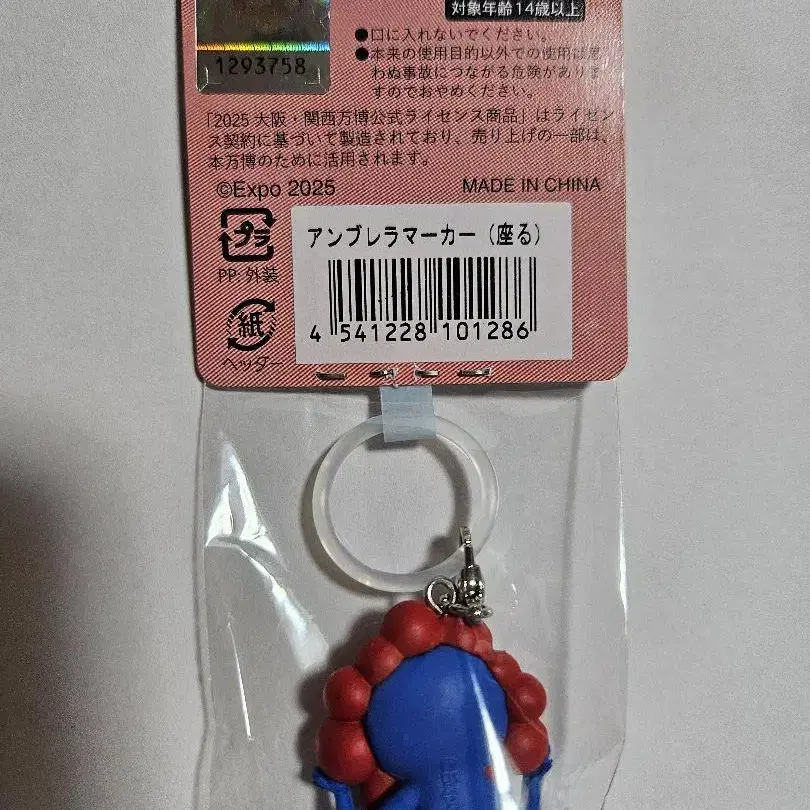 対象年齢14歳以上
1293758
●口に入れないでください。
●本来の使用目的以外での使用は思
わぬ事故につながる危険がありま
すのでおやめください。
「2025 大阪・関西万博公式ライセンス商品」はライセン
ス契約に基づいて製造されており、売り上げの一部は、
本万博のために活用されます。
©Expo 2025
MADE IN CHINA
プラ
PP: 外装
アンブレラマーカー(座る)
4 541228 101286
紙
ヘッダー